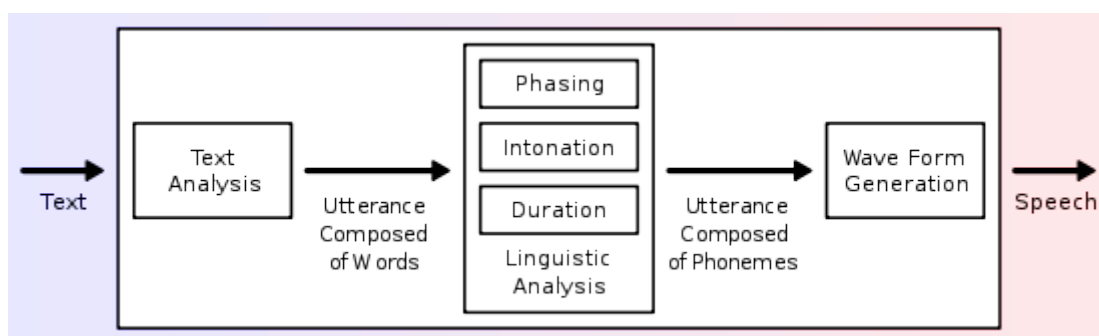 Text
Text
Analysis
Utterance
Composed
of Words
Phasing
Intonation
Duration
Linguistic
Analysis
Utterance
Composed
of Phonemes
Wave Form
Generation
Speech